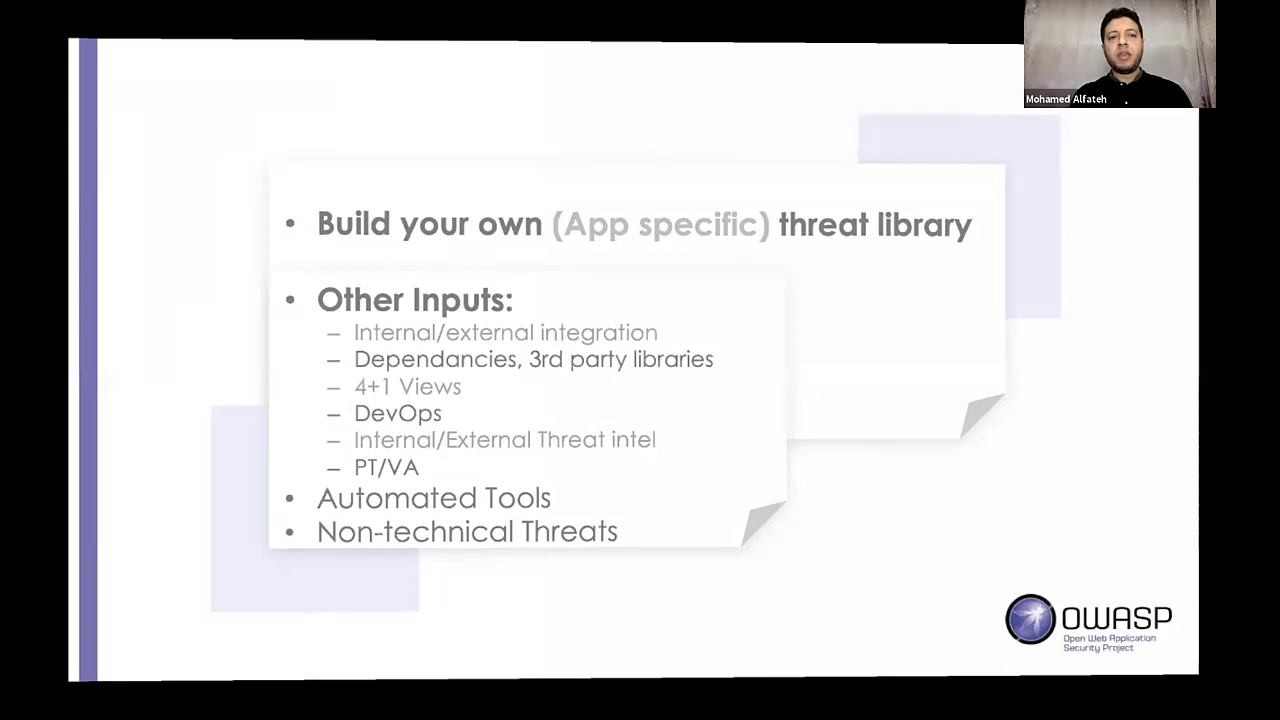 Mohamed Alfateh
• Build your own (App specific) threat library
• Other Inputs:
– Internal/external integration
– Dependancies, 3rd party libraries
– 4+1 Views
– DevOps
– Internal/External Threat intel
– PT/VA
• Automated Tools
• Non-technical Threats
OWASP
Open Web Application
Security Project